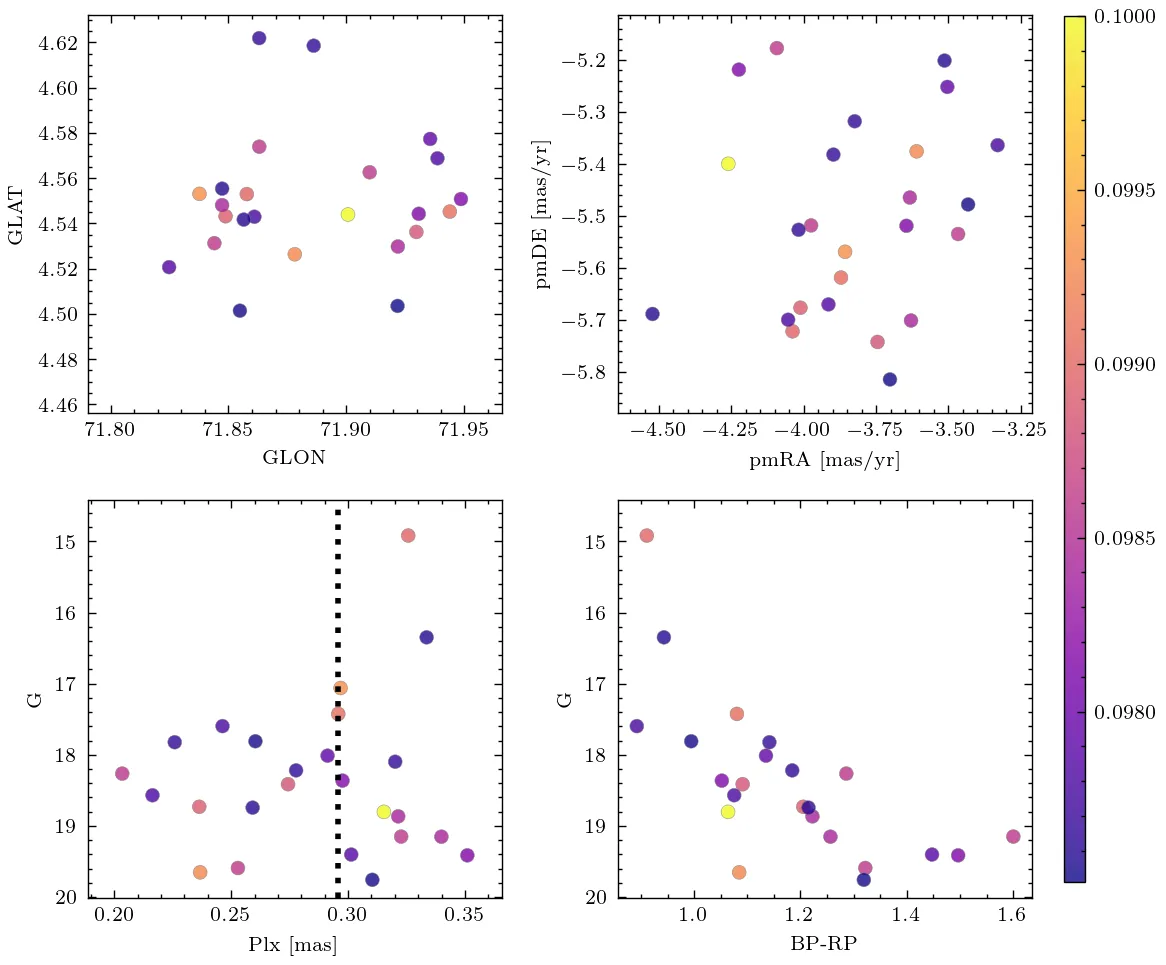 4.62
4.60
4.58
4.56
4.54
4.52
4.50
4.48
4.46
GLAT
71.80 71.85 71.90 71.95
GLON
−5.2
−5.3
−5.4
−5.5
−5.6
−5.7
−5.8
pmDE [mas/yr]
−4.50 −4.25 −4.00 −3.75 −3.50 −3.25
pmRA [mas/yr]
15
16
17
18
19
20
G
0.20 0.25 0.30 0.35
Plx [mas]
15
16
17
18
19
20
G
1.0 1.2 1.4 1.6
BP-RP
0.1000
0.0995
0.0990
0.0985
0.0980